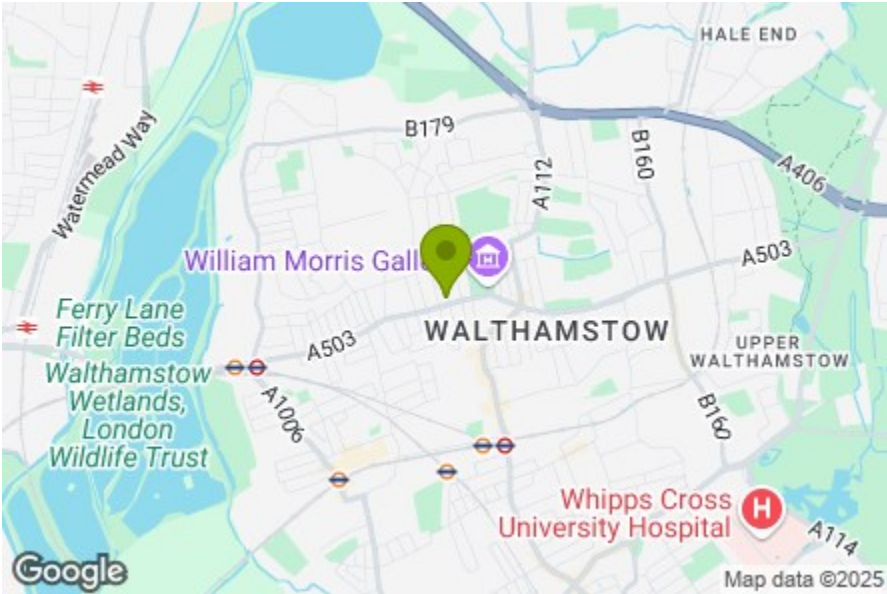 HALE END
B179
B160
Watermead Way
A112
A406
William Morris Gall
A503
Ferry Lane
Filter Beds
A503
WALTHAMSTOW
UPPER
WALTHAMSTOW
Walthamstow
Wetlands,
London
Wildlife Trust
A1006
B160
Whipps Cross
University Hospital
H
A114
Google
Map data ©2025